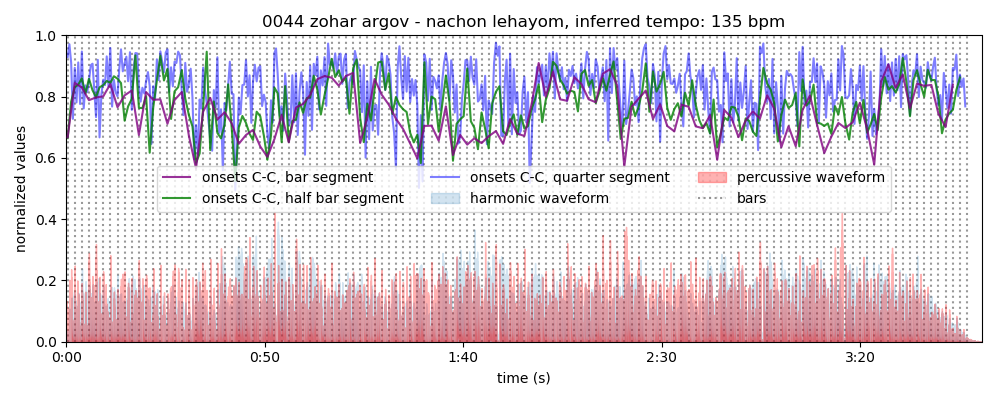 0044 zohar argov - nachon lehayom, inferred tempo: 135 bpm
normalized values
1.0
0.8
0.6
0.4
0.2
0.0
onsets C-C, bar segment
onsets C-C, half bar segment
onsets C-C, quarter segment
harmonic waveform
percussive waveform
bars
0:00 0:50 1:40 2:30 3:20
time (s)